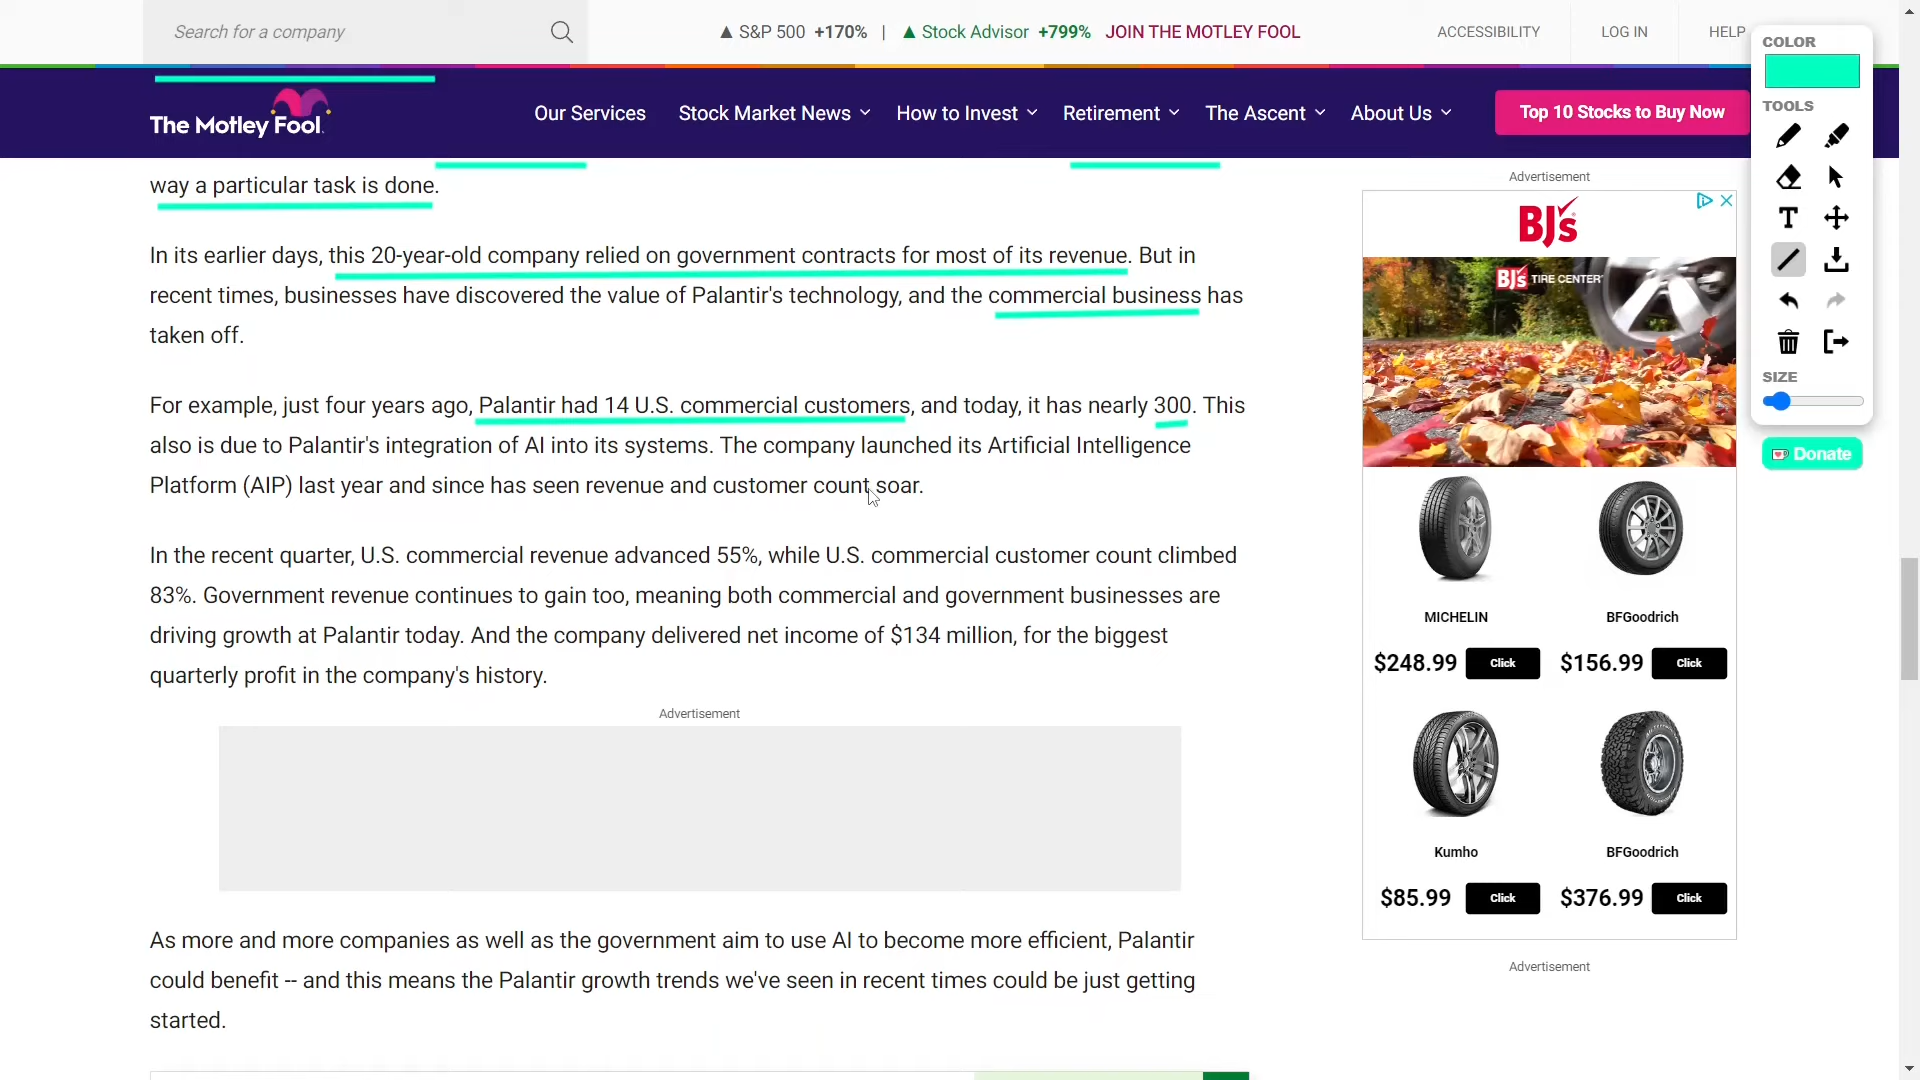 Search for a company
▲ S&P 500 +170% | ▲ Stock Advisor +799% JOIN THE MOTLEY FOOL
ACCESSIBILITY
LOG IN
HELP
The Motley Fool.
Our Services
Stock Market News
How to Invest
Retirement
The Ascent
About Us
Top 10 Stocks to Buy Now
way a particular task is done.
In its earlier days, this 20-year-old company relied on government contracts for most of its revenue. But in
recent times, businesses have discovered the value of Palantir's technology, and the commercial business has
taken off.
For example, just four years ago, Palantir had 14 U.S. commercial customers, and today, it has nearly 300. This
also is due to Palantir's integration of AI into its systems. The company launched its Artificial Intelligence
Platform (AIP) last year and since has seen revenue and customer count soar.
In the recent quarter, U.S. commercial revenue advanced 55%, while U.S. commercial customer count climbed
83%. Government revenue continues to gain too, meaning both commercial and government businesses are
driving growth at Palantir today. And the company delivered net income of $134 million, for the biggest
quarterly profit in the company's history.
Advertisement
As more and more companies as well as the government aim to use AI to become more efficient, Palantir
could benefit -- and this means the Palantir growth trends we've seen in recent times could be just getting
started.
Advertisement
BJ's
BJ's TIRE CENTER
MICHELIN
BFGoodrich
$248.99 Click
$156.99 Click
Kumho
BFGoodrich
$85.99 Click
$376.99 Click
Advertisement
COLOR
TOOLS
T
SIZE
Donate